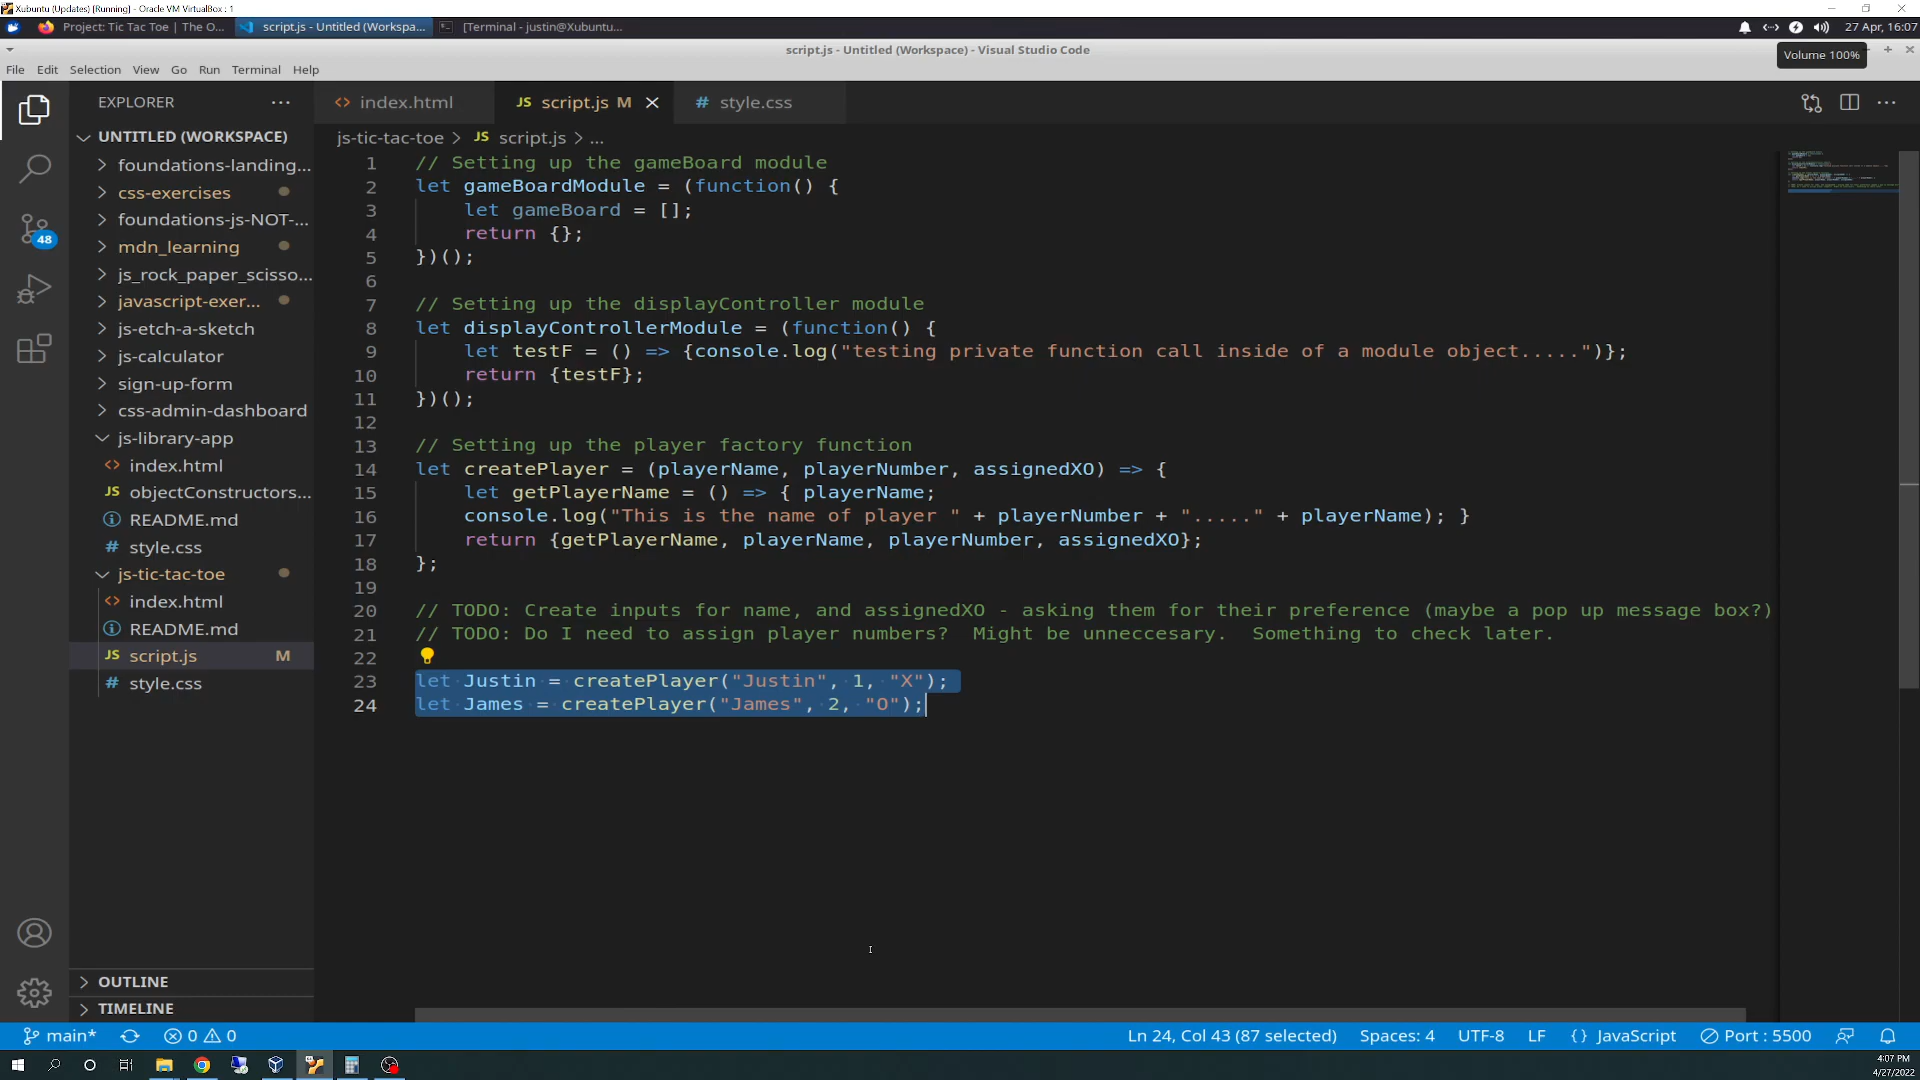 Xubuntu (Updates) [Running] - Oracle VM VirtualBox : 1
Project: Tic Tac Toe | The O...
script.js - Untitled (Workspa...
[Terminal - justin@Xubuntu...
27 Apr, 16:07
script.js - Untitled (Workspace) - Visual Studio Code
Volume 100%
File Edit Selection View Go Run Terminal Help
EXPLORER
UNTITLED (WORKSPACE)
foundations-landing...
css-exercises
foundations-js-NOT-...
mdn_learning
js_rock_paper_scisso...
javascript-exer...
js-etch-a-sketch
js-calculator
sign-up-form
css-admin-dashboard
js-library-app
<> index.html
JS objectConstructors...
README.md
# style.css
js-tic-tac-toe
<> index.html
README.md
JS script.js M
# style.css
OUTLINE
TIMELINE
48
<> index.html
JS script.js M
# style.css
js-tic-tac-toe > JS script.js > ...
1 // Setting up the gameBoard module
2 let gameBoardModule = (function() {
3 let gameBoard = [];
4 return {};
5 })();
6
7 // Setting up the displayController module
8 let displayControllerModule = (function() {
9 let testF = () => {console.log("testing private function call inside of a module object.....")};
10 return {testF};
11 })();
12
13 // Setting up the player factory function
14 let createPlayer = (playerName, playerNumber, assignedXO) => {
15 let getPlayerName = () => { playerName;
16 console.log("This is the name of player " + playerNumber + "....." + playerName); }
17 return {getPlayerName, playerName, playerNumber, assignedXO};
18 };
19
20 // TODO: Create inputs for name, and assignedXO - asking them for their preference (maybe a pop up message box?)
21 // TODO: Do I need to assign player numbers?  Might be unneccesary.  Something to check later.
22
23 let Justin = createPlayer("Justin", 1, "X");
24 let James = createPlayer("James", 2, "O");
main* 0 0
Ln 24, Col 43 (87 selected) Spaces: 4 UTF-8 LF {} JavaScript Port : 5500
4:07 PM
4/27/2022